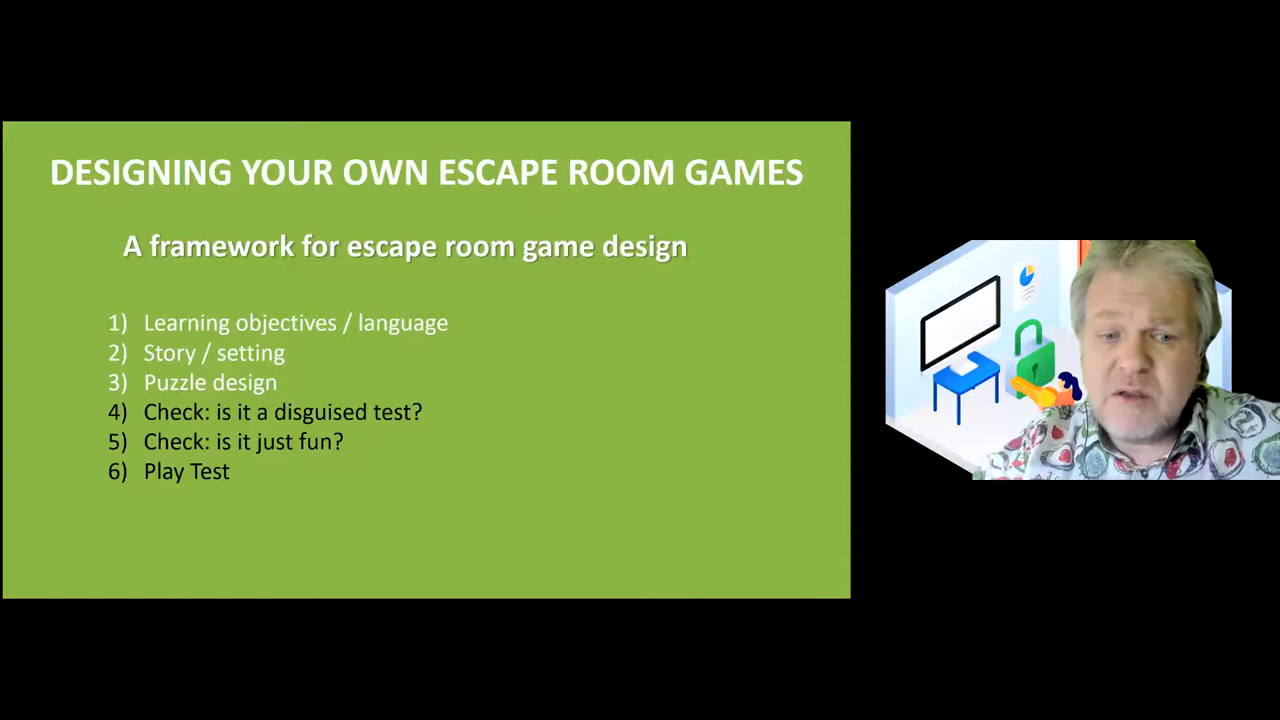 DESIGNING YOUR OWN ESCAPE ROOM GAMES
A framework for escape room game design
1) Learning objectives / language
2) Story / setting
3) Puzzle design
4) Check: is it a disguised test?
5) Check: is it just fun?
6) Play Test